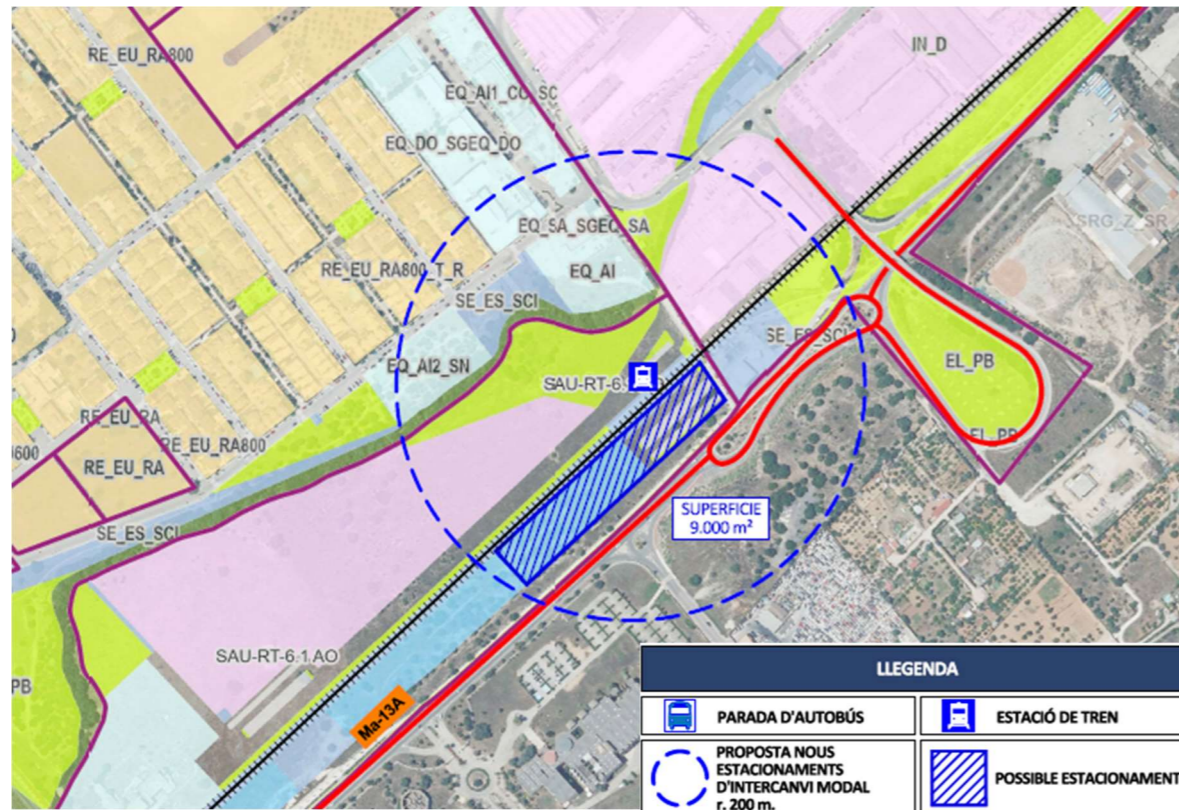 RE_EU_RA800
IN_D
EQ_AI1_CO_SC
EQ_DO_SGEQ_DO
SRG_Z_SR
EQ_SA_SGEQ_SA
RE_EU_RA800_T_R
EQ_AI
SE_ES_SCI
SE_ES_SCI
EQ_AI2_SN
EL_PB
SAU-RT-6.
RE_EU_RA
RE_EU_RA800
EL_PB
RE_EU_RA
SUPERFICIE
9.000 m²
SE_ES_SCI
SAU-RT-6.1.AO
PB
Ma-13A
LLEGENDA
PARADA D'AUTOBÚS
ESTACIÓ DE TREN
PROPOSTA NOUS
ESTACIONAMENTS
D'INTERCANVI MODAL
r. 200 m.
POSSIBLE ESTACIONAMENT